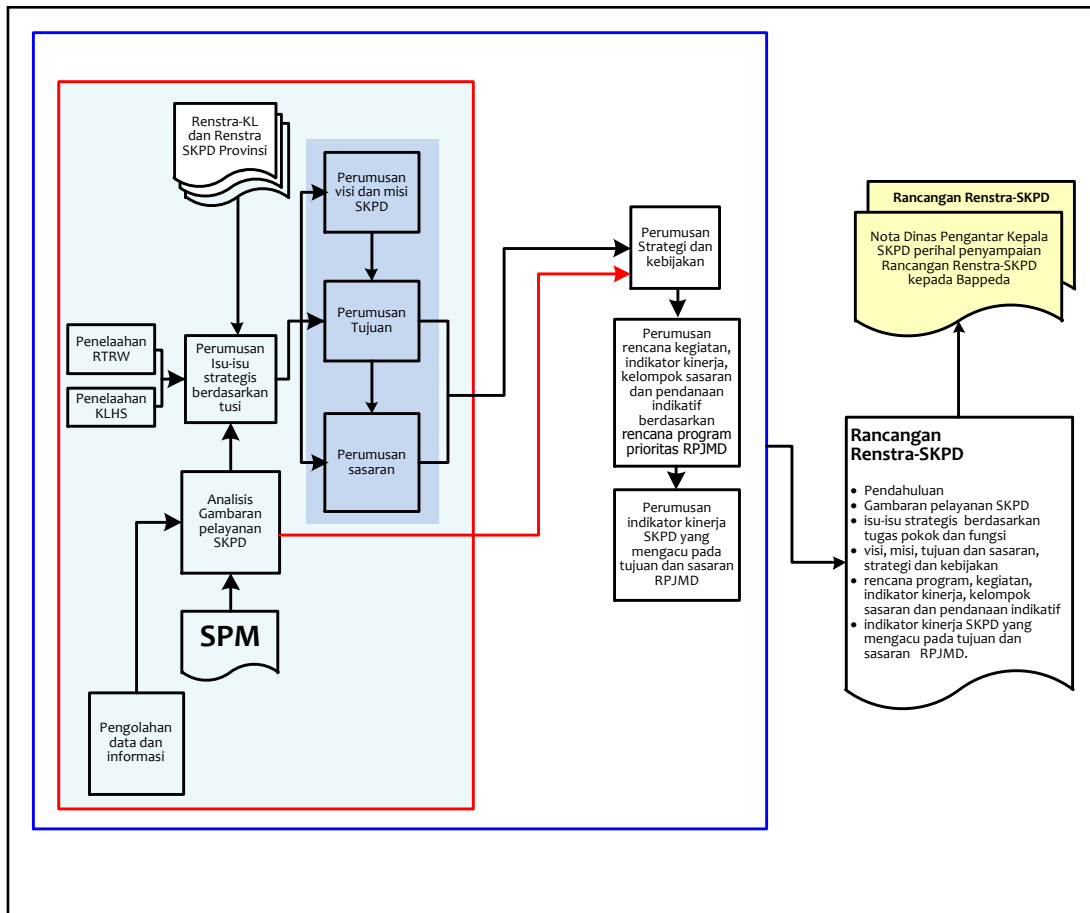 Renstra-KL
dan Renstra
SKPD Provinsi
Perumusan
visi dan misi
SKPD
Perumusan
Tujuan
Perumusan
sasaran
Penelaahan
RTRW
Penelaahan
KLHS
Perumusan
Isu-isu
strategis
berdasarkan
tusi
Analisis
Gambaran
pelayanan
SKPD
SPM
Pengolahan
data dan
informasi
Perumusan
Strategi dan
kebijakan
Perumusan
rencana kegiatan,
indikator kinerja,
kelompok sasaran
dan pendanaan
indikatif
berdasarkan
rencana program
prioritas RPJMD
Perumusan
indikator kinerja
SKPD yang
mengacu pada
tujuan dan sasaran
RPJMD
Rancangan Renstra-SKPD
Nota Dinas Pengantar Kepala
SKPD perihal penyampaian
Rancangan Renstra-SKPD
kepada Bappeda
Rancangan
Renstra-SKPD
• Pendahuluan
• Gambaran pelayanan SKPD
• isu-isu strategis berdasarkan
tugas pokok dan fungsi
• visi, misi, tujuan dan sasaran,
strategi dan kebijakan
• rencana program, kegiatan,
indikator kinerja, kelompok
sasaran dan pendanaan indikatif
• indikator kinerja SKPD yang
mengacu pada tujuan dan
sasaran RPJMD.